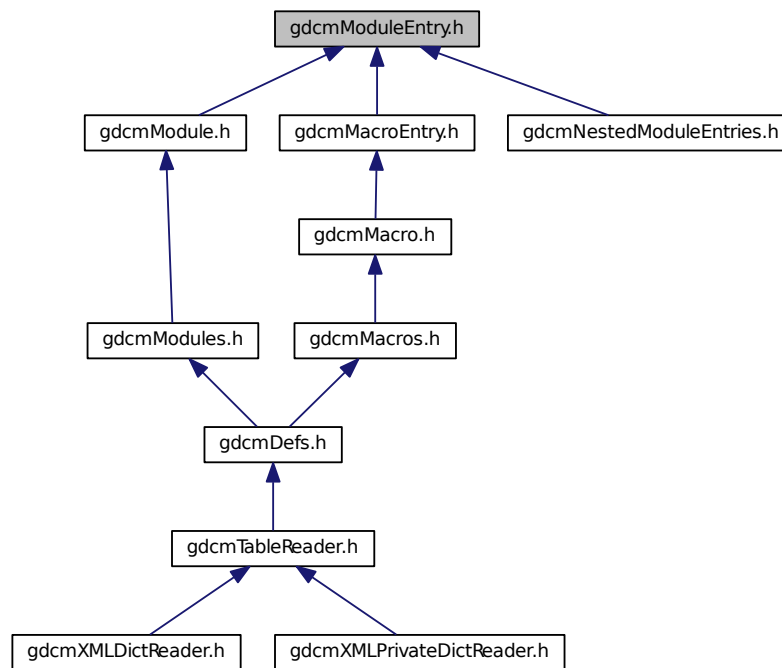 gdcmModuleEntry.h
gdcmModule.h
gdcmMacroEntry.h
gdcmNestedModuleEntries.h
gdcmMacro.h
gdcmModules.h
gdcmMacros.h
gdcmDefs.h
gdcmTableReader.h
gdcmXMLDictReader.h
gdcmXMLPrivateDictReader.h